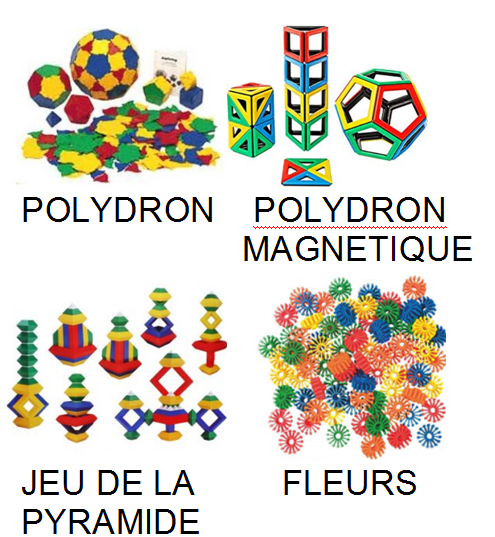 POLYDRON
POLYDRON
MAGNETIQUE
JEU DE LA
PYRAMIDE
FLEURS